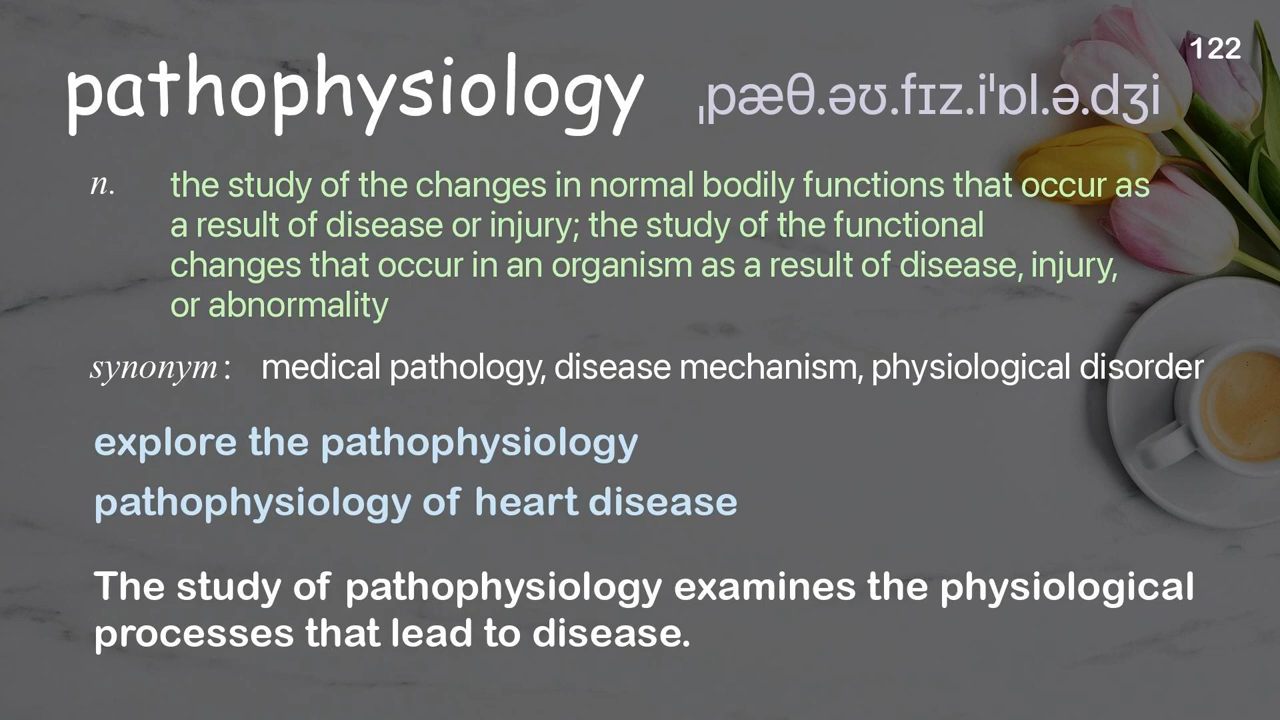 122
pathophysiology ˌpæθ.əʊ.fɪz.iˈɒl.ə.dʒi
n. the study of the changes in normal bodily functions that occur as
a result of disease or injury; the study of the functional
changes that occur in an organism as a result of disease, injury,
or abnormality
synonym: medical pathology, disease mechanism, physiological disorder
explore the pathophysiology
pathophysiology of heart disease
The study of pathophysiology examines the physiological
processes that lead to disease.